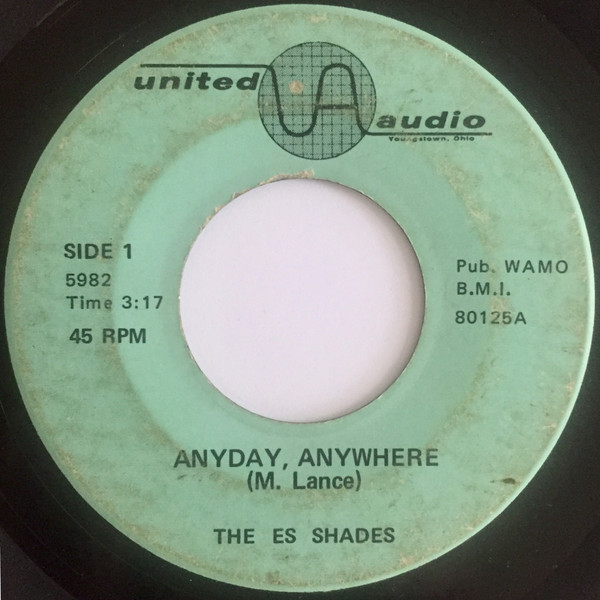 united
audio
Youngstown, Ohio
SIDE 1
5982
Time 3:17
45 RPM
Pub. WAMO
B.M.I.
80125A
ANYDAY, ANYWHERE
(M. Lance)
THE ES SHADES